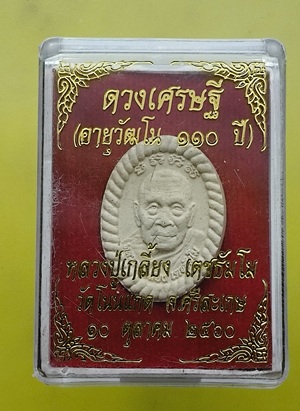 ดวงเศรษฐี
(อายุวัฒโน ๑๑๐ ปี)
หลวงปู่เกลี้ยง เตชธัมโม
วัดโนนแกด จ.ศรีสะเกษ
๑๐ ตุลาคม ๒๕๖๐